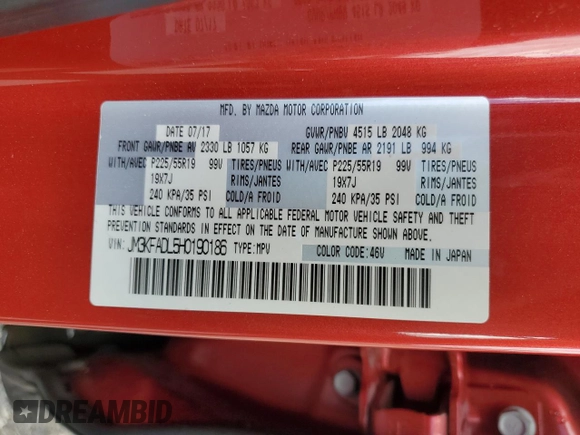 MFD. BY MAZDA MOTOR CORPORATION
DATE 07/17 GVWR/PNBV 4515 LB 2048 KG
FRONT GAWR/PNBE AV 2330 LB 1057 KG REAR GAWR/PNBE AR 2191 LB 994 KG
WITH/AVEC P225/55R19 99V TIRES/PNEUS WITH/AVEC P225/55R19 99V TIRES/PNEUS
19X7J RIMS/JANTES 19X7J RIMS/JANTES
240 KPA/35 PSI COLD/A FROID 240 KPA/35 PSI COLD/A FROID
THIS VEHICLE CONFORMS TO ALL APPLICABLE FEDERAL MOTOR VEHICLE SAFETY AND THEFT
PREVENTION STANDARDS IN EFFECT ON THE DATE OF MANUFACTURE SHOWN ABOVE.
VIN: JM3KFADL5H0190186 TYPE: MPV COLOR CODE: 46V MADE IN JAPAN
DREAMBID